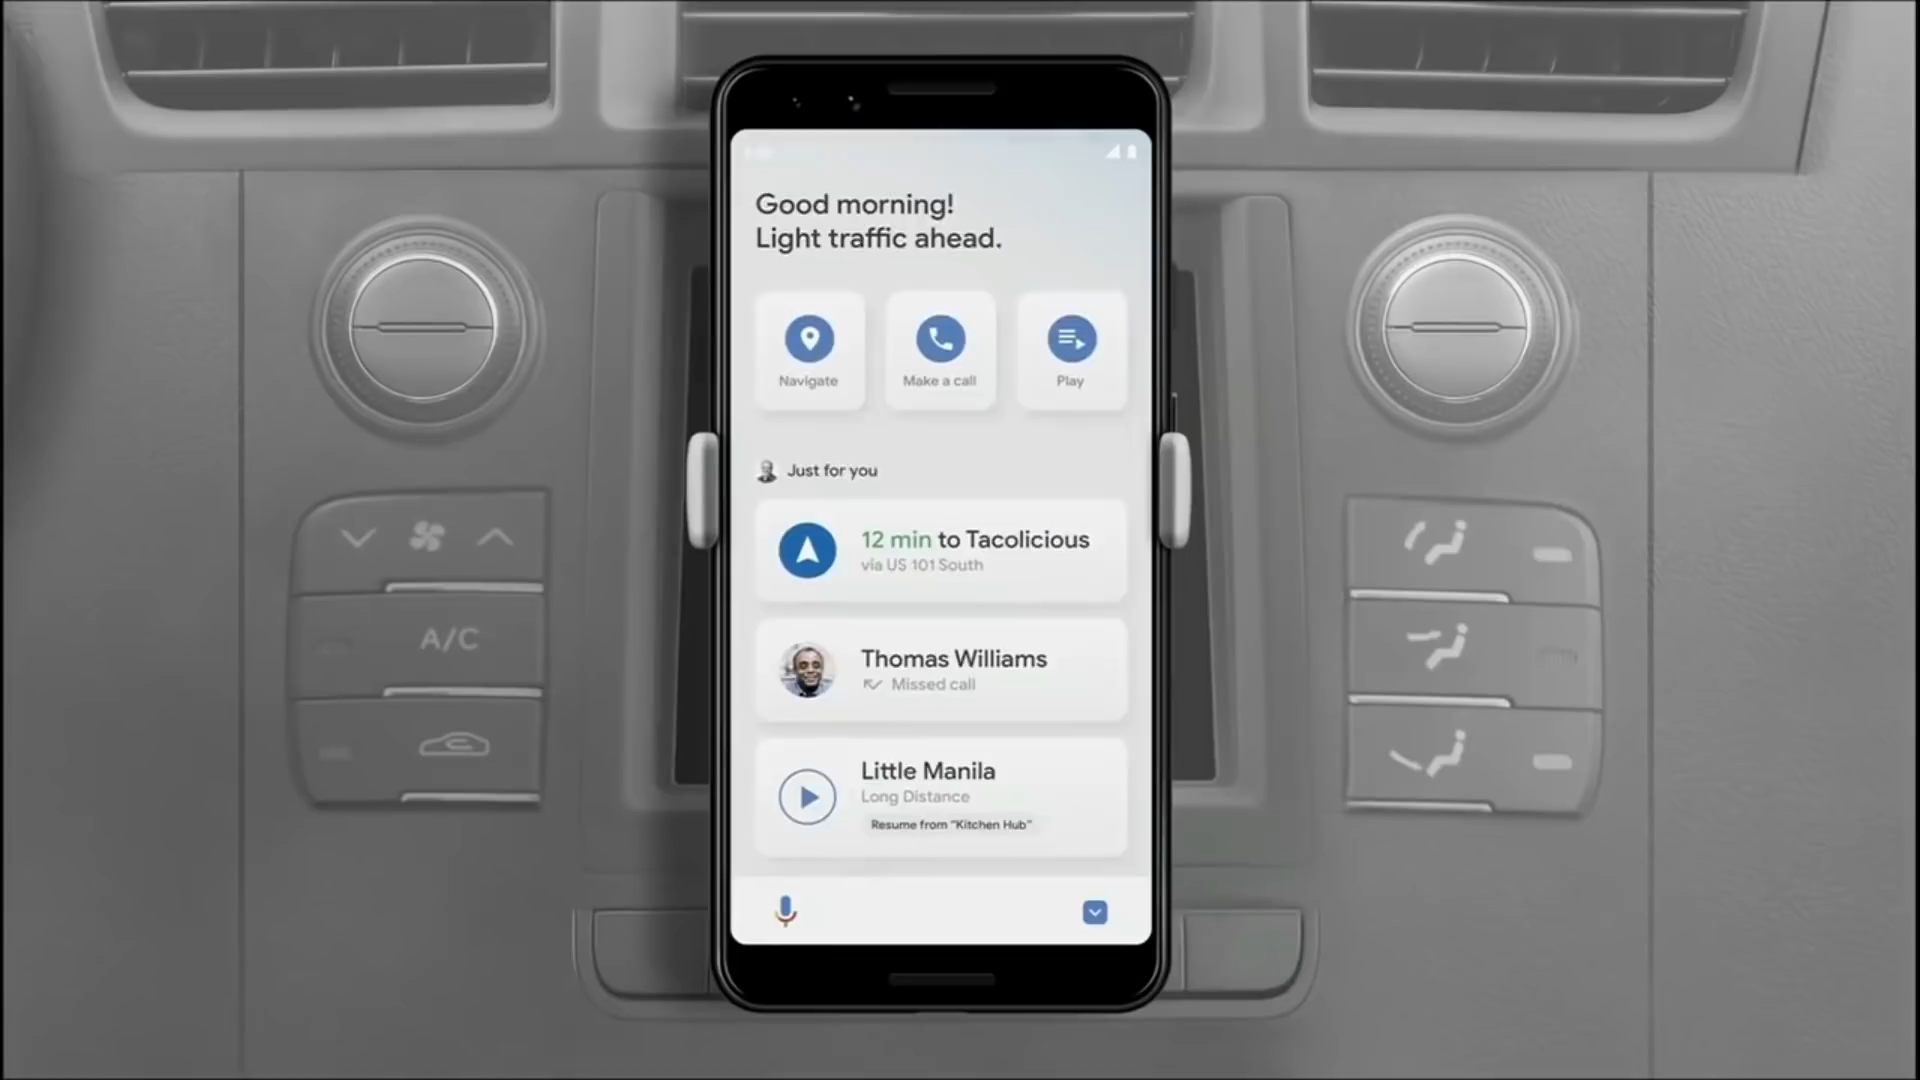 Good morning!
Light traffic ahead.
Navigate
Make a call
Play
Just for you
12 min to Tacolicious
via US 101 South
Thomas Williams
Missed call
Little Manila
Long Distance
Resume from "Kitchen Hub"
A/C